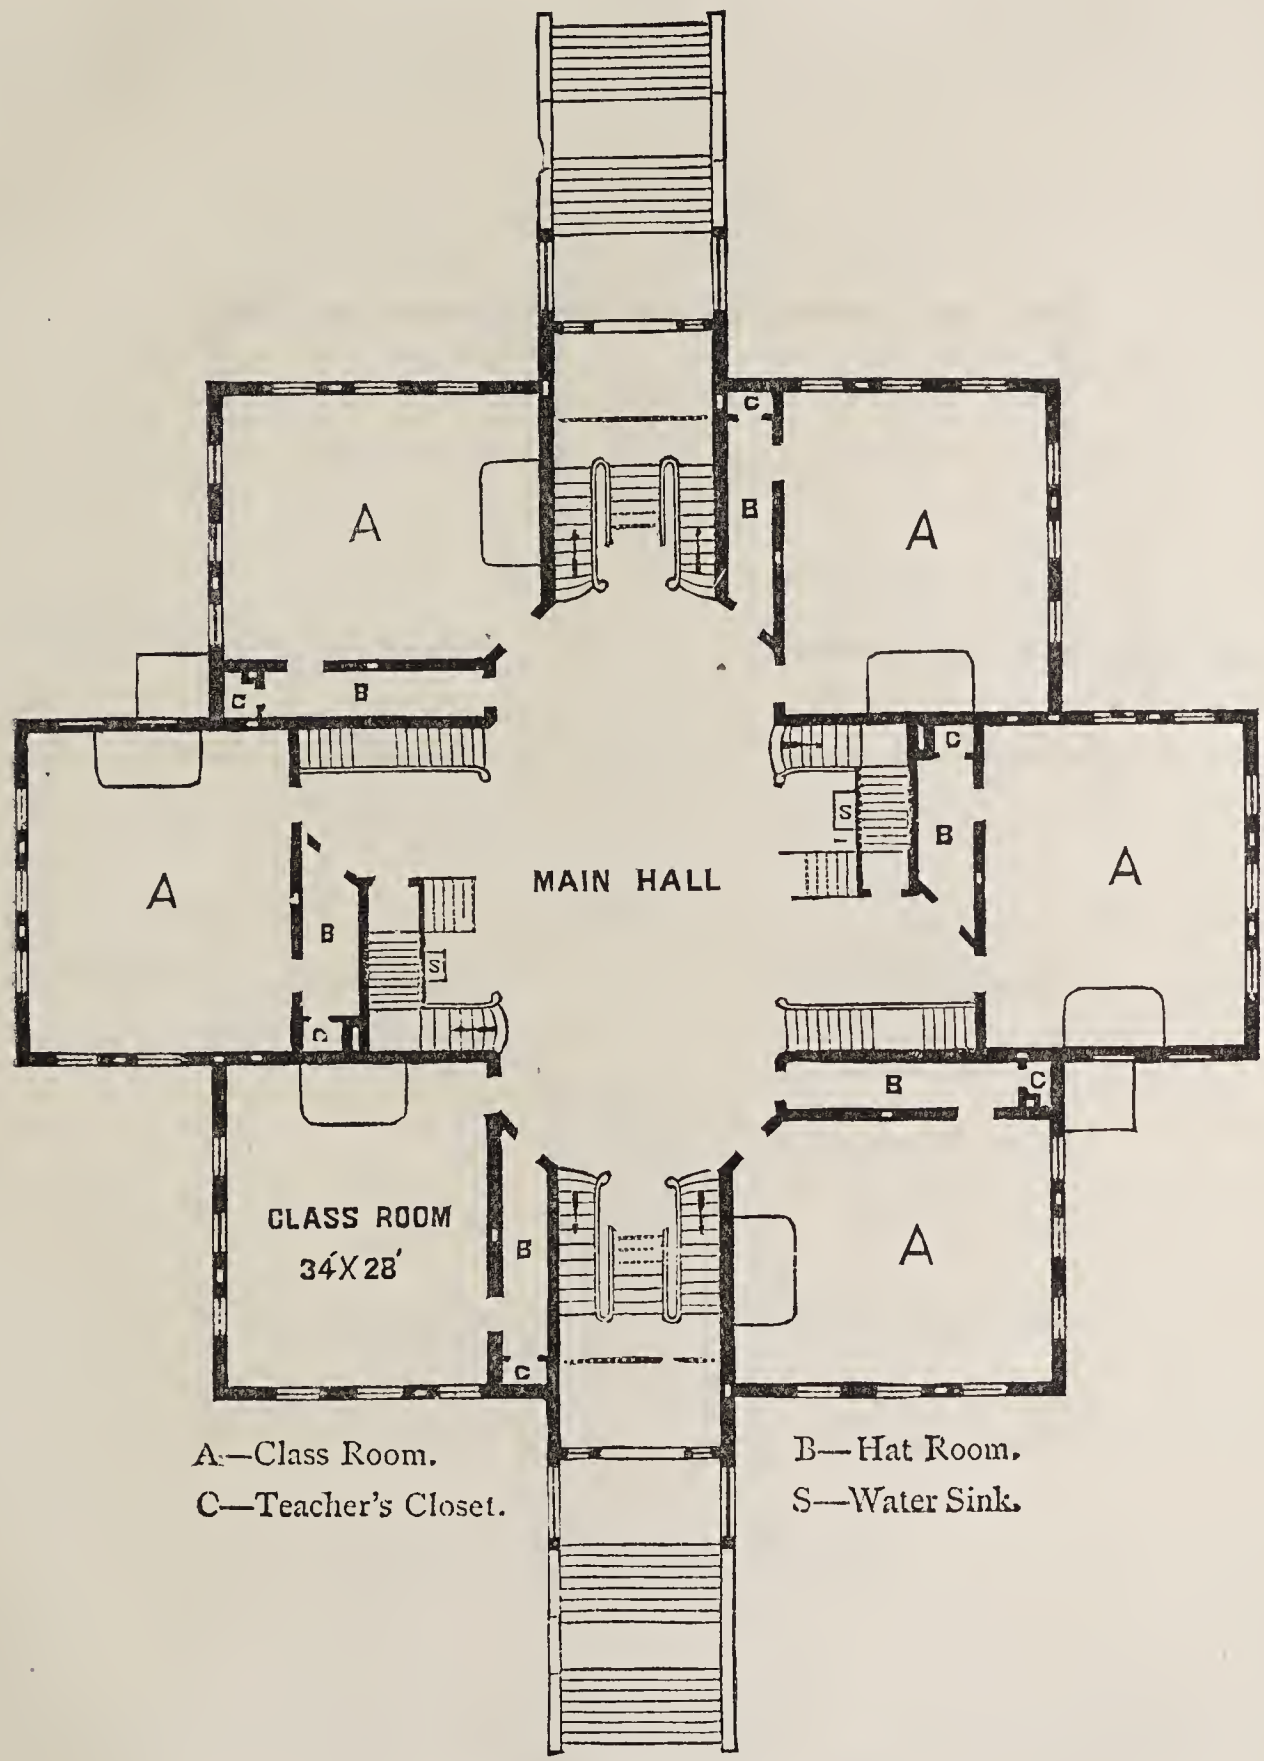 C
A
B
A
C
B
C
A
S
B
MAIN HALL
A
B
S
C
B
C
CLASS ROOM
34′X28′
B
A
C
A—Class Room.
B—Hat Room.
C—Teacher's Closet.
S—Water Sink.